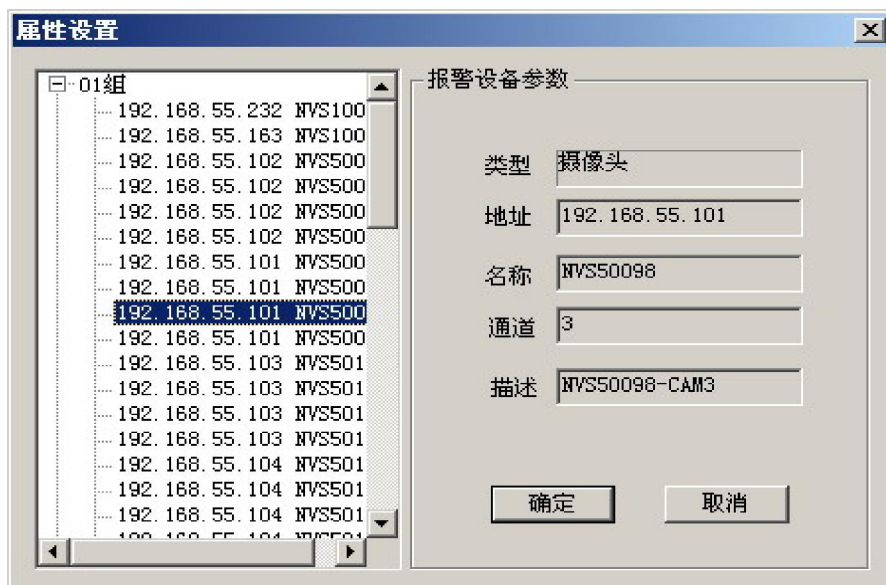 属性设置
01组
192.168.55.232 NVS100
192.168.55.163 NVS100
192.168.55.102 NVS500
192.168.55.102 NVS500
192.168.55.102 NVS500
192.168.55.102 NVS500
192.168.55.101 NVS500
192.168.55.101 NVS500
192.168.55.101 NVS500
192.168.55.101 NVS500
192.168.55.103 NVS501
192.168.55.103 NVS501
192.168.55.103 NVS501
192.168.55.103 NVS501
192.168.55.104 NVS501
192.168.55.104 NVS501
192.168.55.104 NVS501
报警设备参数
类型 摄像头
地址 192.168.55.101
名称 NVS50098
通道 3
描述 NVS50098-CAM3
确定 取消